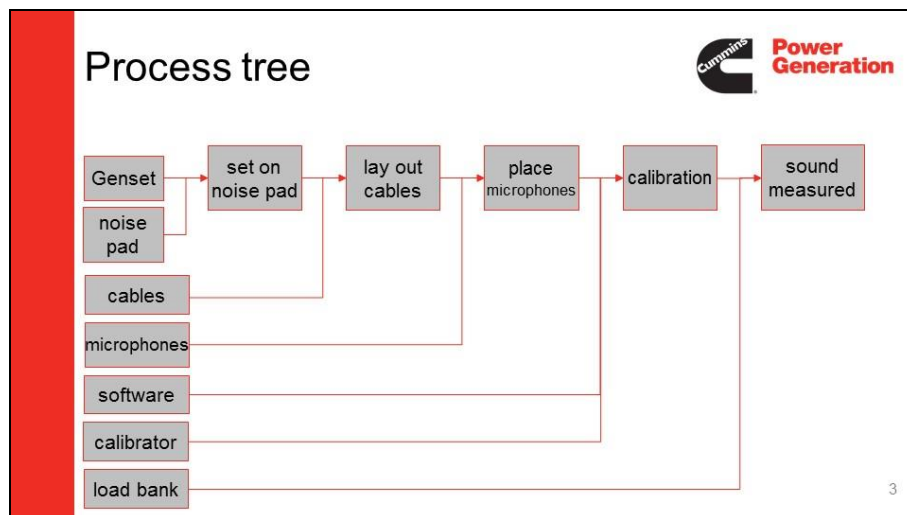 Process tree
Cummins
Power
Generation
Genset
set on
noise pad
lay out
cables
place
microphones
calibration
sound
measured
noise
pad
cables
microphones
software
calibrator
load bank
3